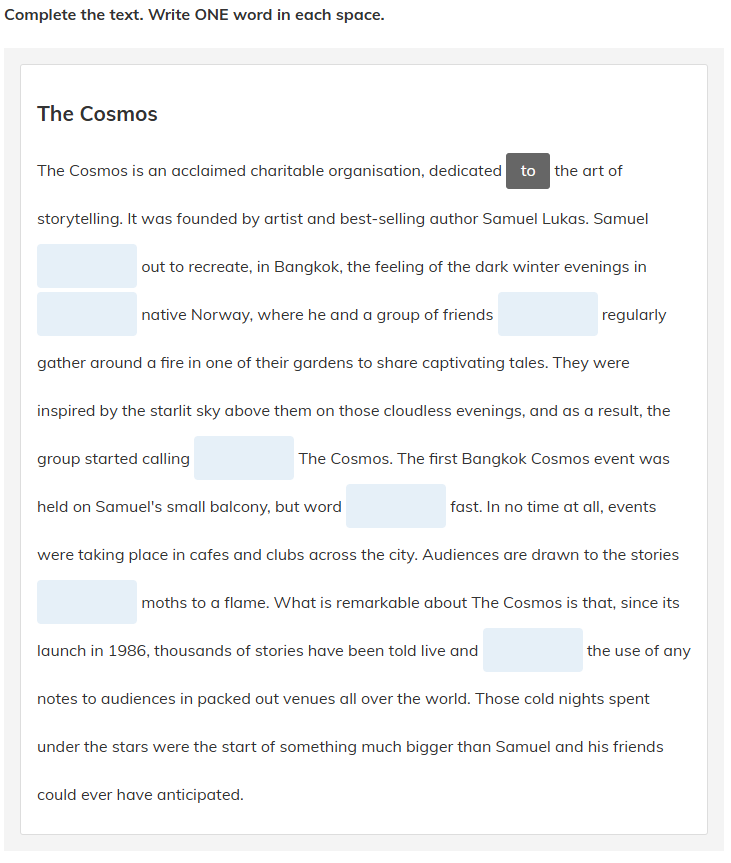 Complete the text. Write ONE word in each space.
The Cosmos
The Cosmos is an acclaimed charitable organisation, dedicated to the art of
storytelling. It was founded by artist and best-selling author Samuel Lukas. Samuel
out to recreate, in Bangkok, the feeling of the dark winter evenings in
native Norway, where he and a group of friends regularly
gather around a fire in one of their gardens to share captivating tales. They were
inspired by the starlit sky above them on those cloudless evenings, and as a result, the
group started calling The Cosmos. The first Bangkok Cosmos event was
held on Samuel's small balcony, but word fast. In no time at all, events
were taking place in cafes and clubs across the city. Audiences are drawn to the stories
moths to a flame. What is remarkable about The Cosmos is that, since its
launch in 1986, thousands of stories have been told live and the use of any
notes to audiences in packed out venues all over the world. Those cold nights spent
under the stars were the start of something much bigger than Samuel and his friends
could ever have anticipated.